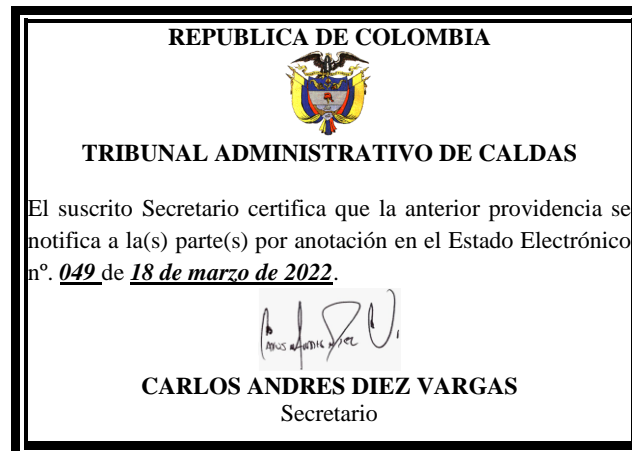 REPUBLICA DE COLOMBIA
TRIBUNAL ADMINISTRATIVO DE CALDAS
El suscrito Secretario certifica que la anterior providencia se
notifica a la(s) parte(s) por anotación en el Estado Electrónico
nº. 049 de 18 de marzo de 2022.
CARLOS ANDRES DIEZ VARGAS
Secretario